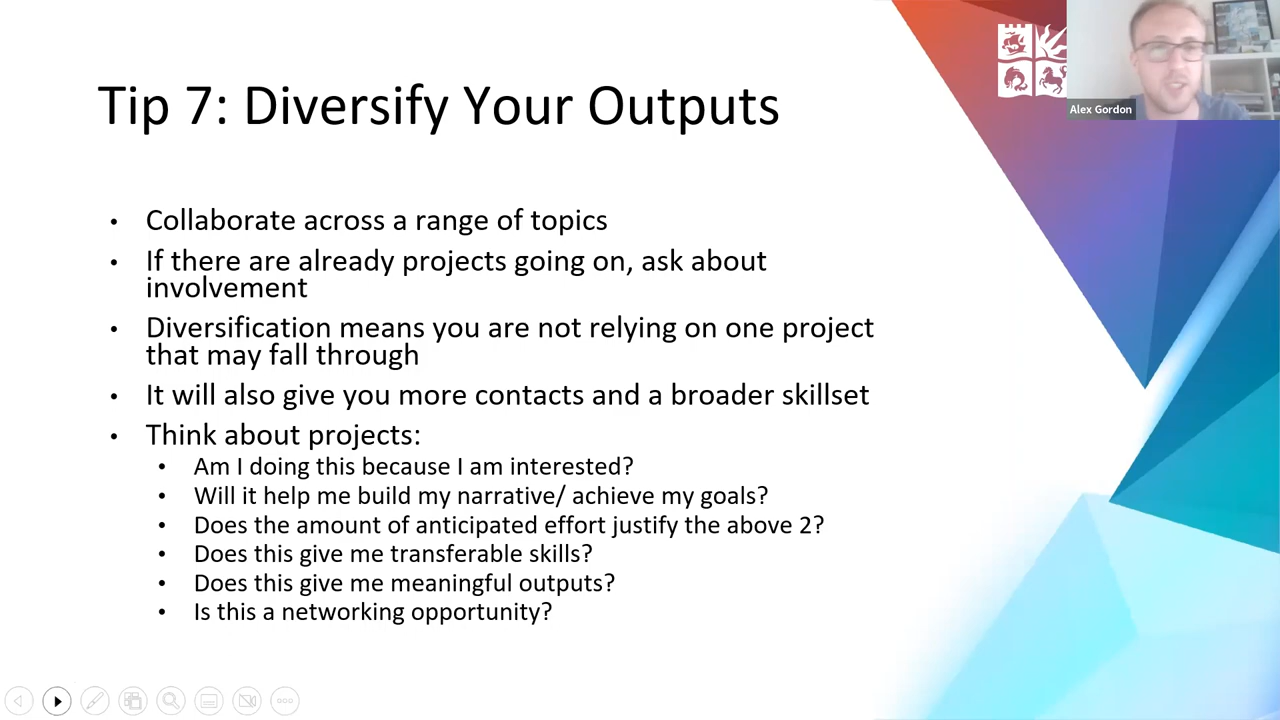 Tip 7: Diversify Your Outputs
Alex Gordon
• Collaborate across a range of topics
• If there are already projects going on, ask about
involvement
• Diversification means you are not relying on one project
that may fall through
• It will also give you more contacts and a broader skillset
• Think about projects:
• Am I doing this because I am interested?
• Will it help me build my narrative/ achieve my goals?
• Does the amount of anticipated effort justify the above 2?
• Does this give me transferable skills?
• Does this give me meaningful outputs?
• Is this a networking opportunity?